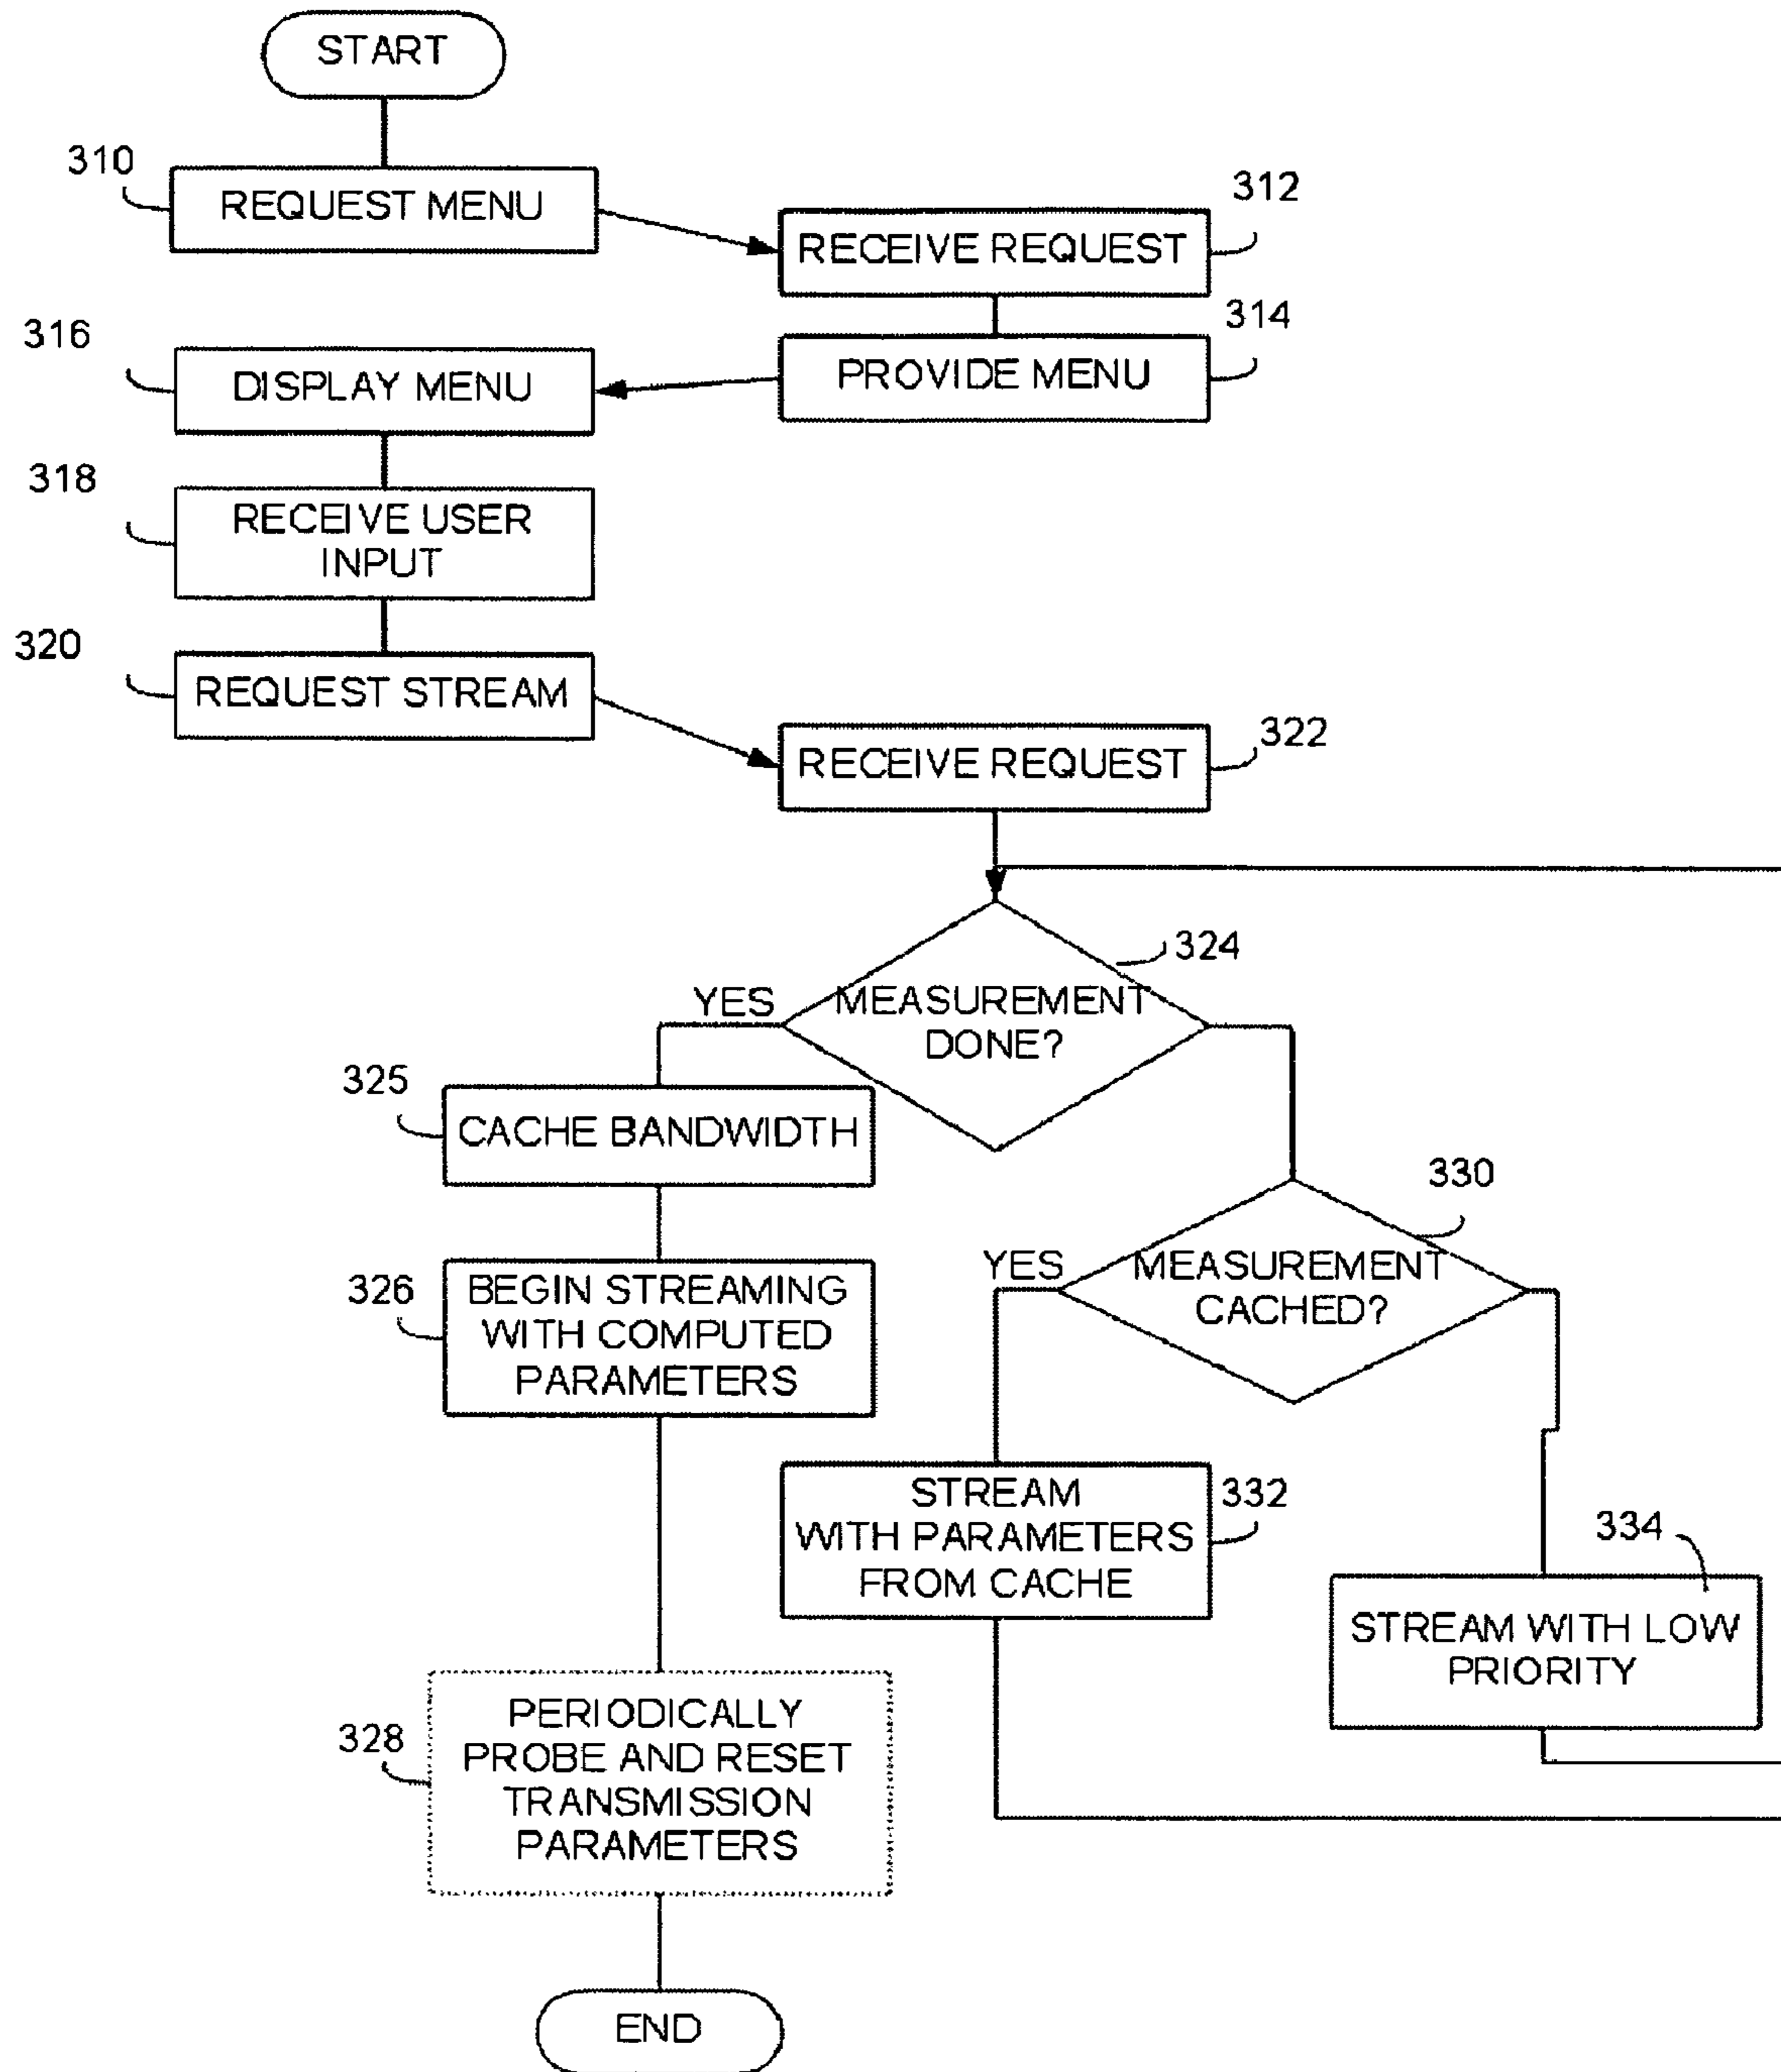 START
310
REQUEST MENU
312
RECEIVE REQUEST
314
PROVIDE MENU
316
DISPLAY MENU
318
RECEIVE USER
INPUT
320
REQUEST STREAM
322
RECEIVE REQUEST
324
MEASUREMENT
DONE?
YES
325
CACHE BANDWIDTH
330
MEASUREMENT
CACHED?
YES
326
BEGIN STREAMING
WITH COMPUTED
PARAMETERS
332
STREAM
WITH PARAMETERS
FROM CACHE
334
STREAM WITH LOW
PRIORITY
328
PERIODICALLY
PROBE AND RESET
TRANSMISSION
PARAMETERS
END